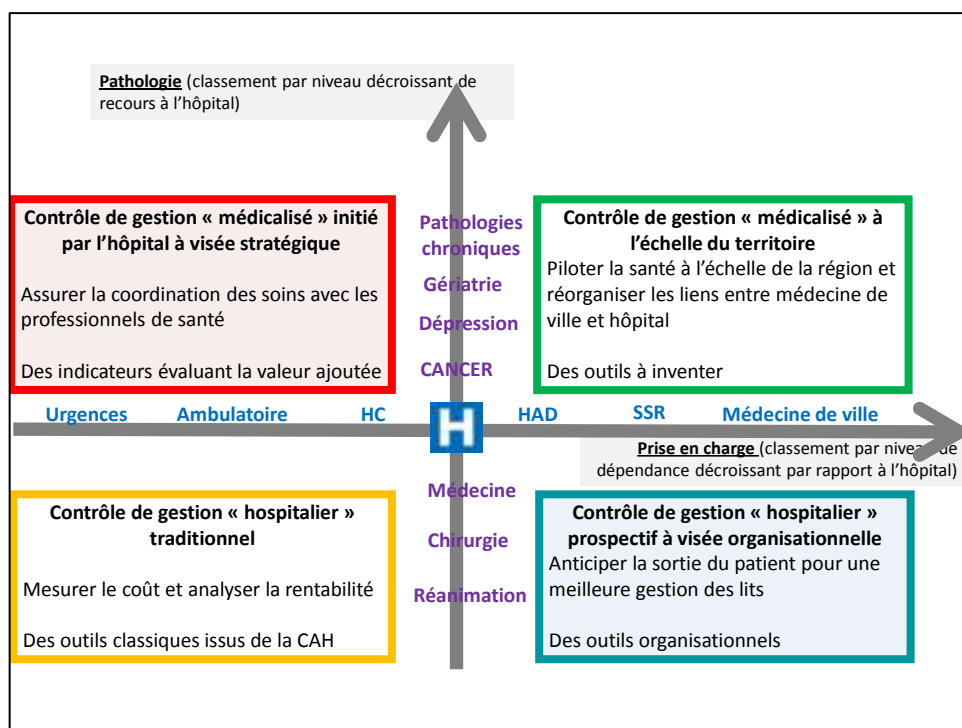 Pathologie (classement par niveau décroissant de
recours à l'hôpital)
Contrôle de gestion « médicalisé » initié
par l'hôpital à visée stratégique
Assurer la coordination des soins avec les
professionnels de santé
Des indicateurs évaluant la valeur ajoutée
Pathologies
chroniques
Gériatrie
Dépression
CANCER
Contrôle de gestion « médicalisé » à
l'échelle du territoire
Piloter la santé à l'échelle de la région et
réorganiser les liens entre médecine de
ville et hôpital
Des outils à inventer
Urgences Ambulatoire HC H HAD SSR Médecine de ville
Prise en charge (classement par niveau de
dépendance décroissant par rapport à l'hôpital)
Contrôle de gestion « hospitalier »
traditionnel
Mesurer le coût et analyser la rentabilité
Des outils classiques issus de la CAH
Médecine
Chirurgie
Réanimation
Contrôle de gestion « hospitalier »
prospectif à visée organisationnelle
Anticiper la sortie du patient pour une
meilleure gestion des lits
Des outils organisationnels